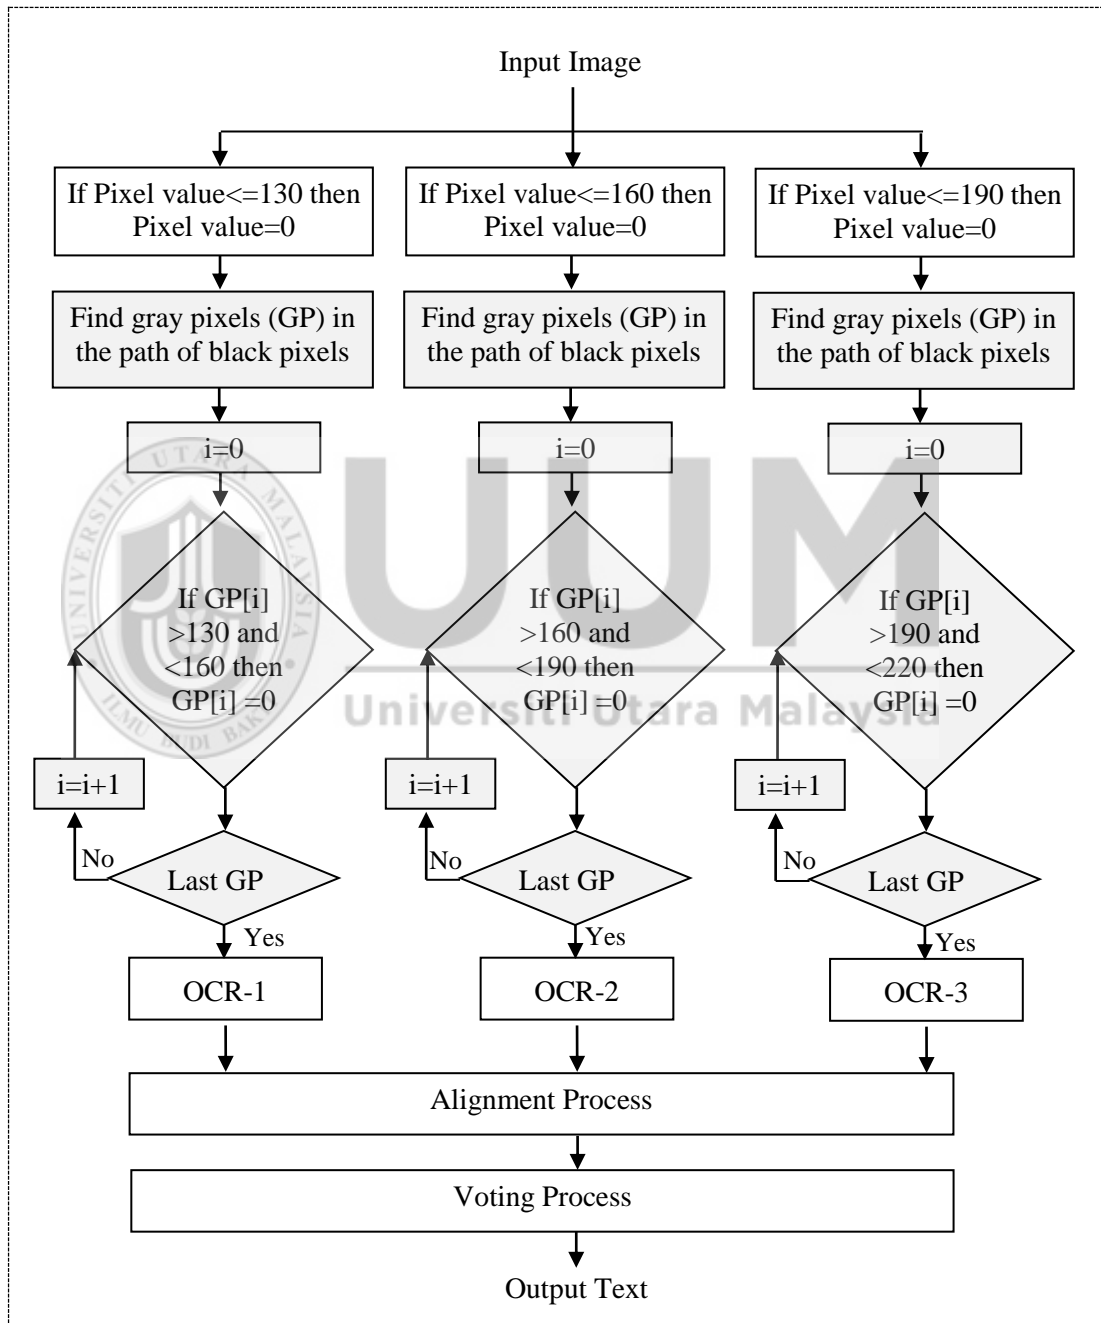 Input Image
If Pixel value<=130 then
Pixel value=0
If Pixel value<=160 then
Pixel value=0
If Pixel value<=190 then
Pixel value=0
Find gray pixels (GP) in
the path of black pixels
Find gray pixels (GP) in
the path of black pixels
Find gray pixels (GP) in
the path of black pixels
i=0
i=0
i=0
UNIVERSITI UTARA MALAYSIA
ILMU BUDI BAKTI
UUM
Universiti Utara Malaysia
If GP[i]
>130 and
<160 then
GP[i] =0
If GP[i]
>160 and
<190 then
GP[i] =0
If GP[i]
>190 and
<220 then
GP[i] =0
i=i+1
i=i+1
i=i+1
No
Last GP
Yes
No
Last GP
Yes
No
Last GP
Yes
OCR-1
OCR-2
OCR-3
Alignment Process
Voting Process
Output Text